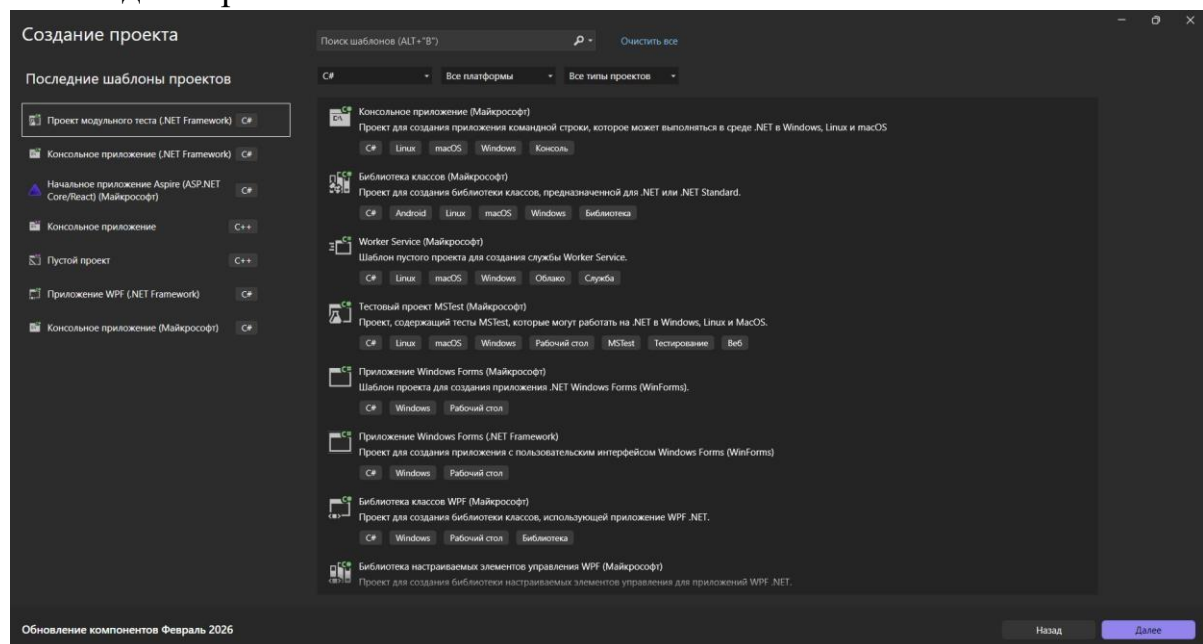 Создание проекта
Поиск шаблонов (ALT+"В")
Очистить все
Последние шаблоны проектов
C#
Все платформы
Все типы проектов
Проект модульного теста (.NET Framework) C#
Консольное приложение (.NET Framework) C#
Начальное приложение Aspire (ASP.NET
Core/React) (Майкрософт) C#
Консольное приложение C++
Пустой проект C++
Приложение WPF (.NET Framework) C#
Консольное приложение (Майкрософт) C#
Консольное приложение (Майкрософт)
Проект для создания приложения командной строки, которое может выполняться в среде .NET в Windows, Linux и macOS
C# Linux macOS Windows Консоль
Библиотека классов (Майкрософт)
Проект для создания библиотеки классов, предназначенной для .NET или .NET Standard.
C# Android Linux macOS Windows Библиотека
Worker Service (Майкрософт)
Шаблон пустого проекта для создания службы Worker Service.
C# Linux macOS Windows Облако Служба
Тестовый проект MSTest (Майкрософт)
Проект, содержащий тесты MSTest, которые могут работать на .NET в Windows, Linux и MacOS.
C# Linux macOS Windows Рабочий стол MSTest Тестирование Веб
Приложение Windows Forms (Майкрософт)
Шаблон проекта для создания приложения .NET Windows Forms (WinForms).
C# Windows Рабочий стол
Приложение Windows Forms (.NET Framework)
Проект для создания приложения с пользовательским интерфейсом Windows Forms (WinForms)
C# Windows Рабочий стол
Библиотека классов WPF (Майкрософт)
Проект для создания библиотеки классов, использующей приложение WPF .NET.
C# Windows Рабочий стол Библиотека
Библиотека настраиваемых элементов управления WPF (Майкрософт)
Проект для создания библиотеки настраиваемых элементов управления для приложений WPF .NET.
Обновление компонентов Февраль 2026
Назад
Далее